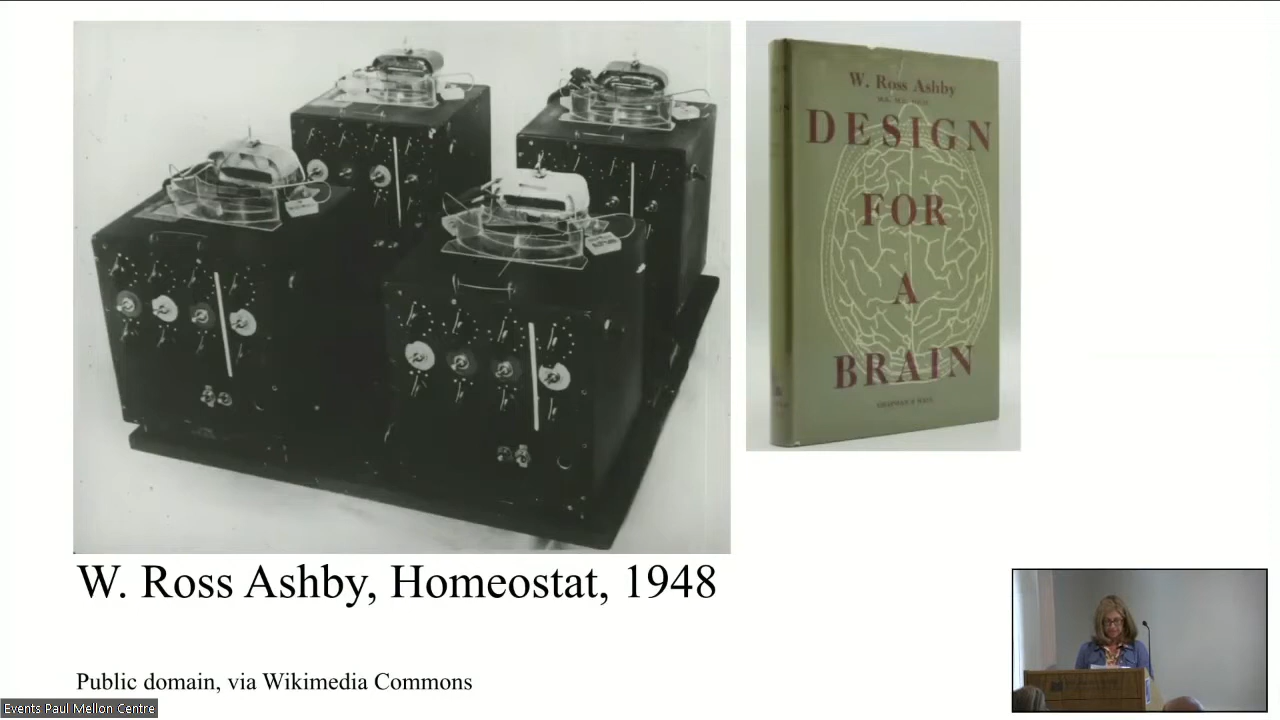 W. Ross Ashby
DESIGN
FOR
A
BRAIN
CHAPMAN & HALL
W. Ross Ashby, Homeostat, 1948
Public domain, via Wikimedia Commons
Events Paul Mellon Centre